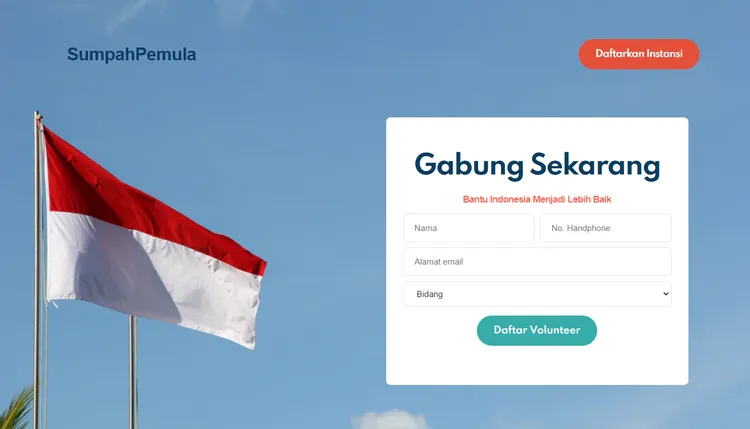 SumpahPemula
Daftarkan Instansi
Gabung Sekarang
Bantu Indonesia Menjadi Lebih Baik
Nama
No. Handphone
Alamat email
Bidang
Daftar Volunteer